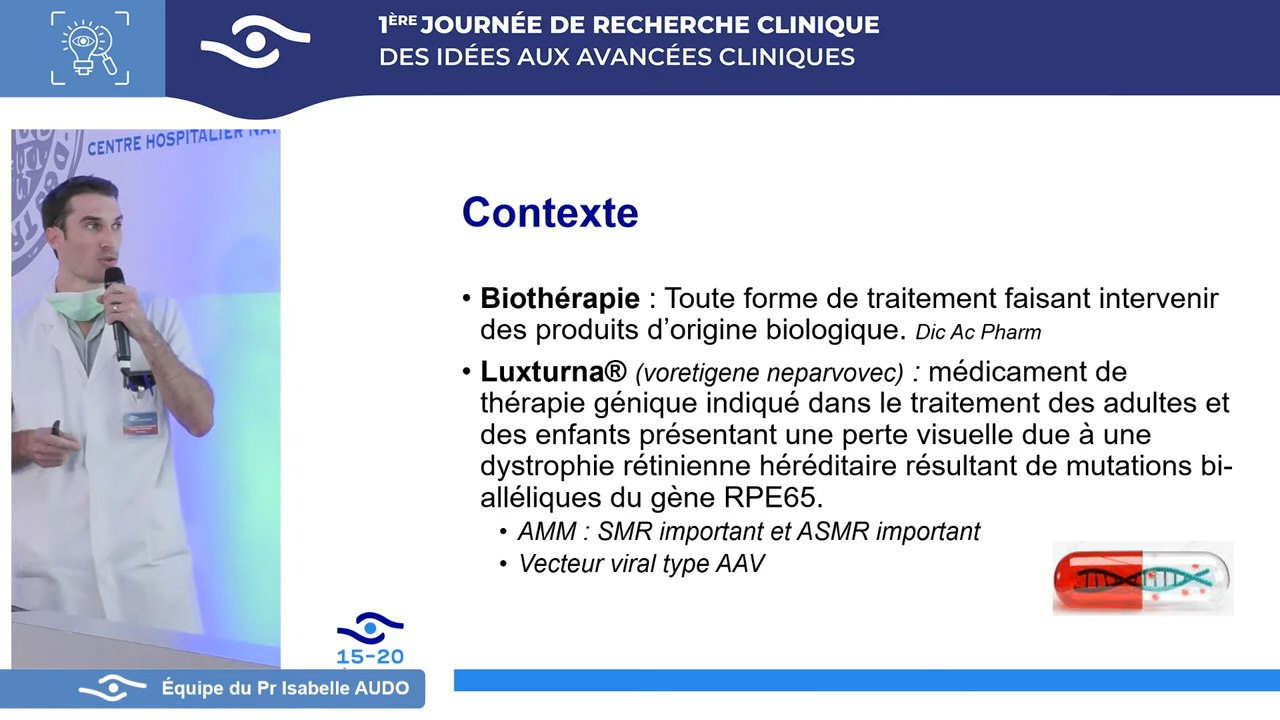 1ÈRE JOURNÉE DE RECHERCHE CLINIQUE
DES IDÉES AUX AVANCÉES CLINIQUES
CENTRE HOSPITALIER
Contexte
• Biothérapie : Toute forme de traitement faisant intervenir
des produits d’origine biologique. Dic Ac Pharm
• Luxturna® (voretigene neparvovec) : médicament de
thérapie génique indiqué dans le traitement des adultes et
des enfants présentant une perte visuelle due à une
dystrophie rétinienne héréditaire résultant de mutations bi-
alléliques du gène RPE65.
• AMM : SMR important et ASMR important
• Vecteur viral type AAV
15-20
Équipe du Pr Isabelle AUDO